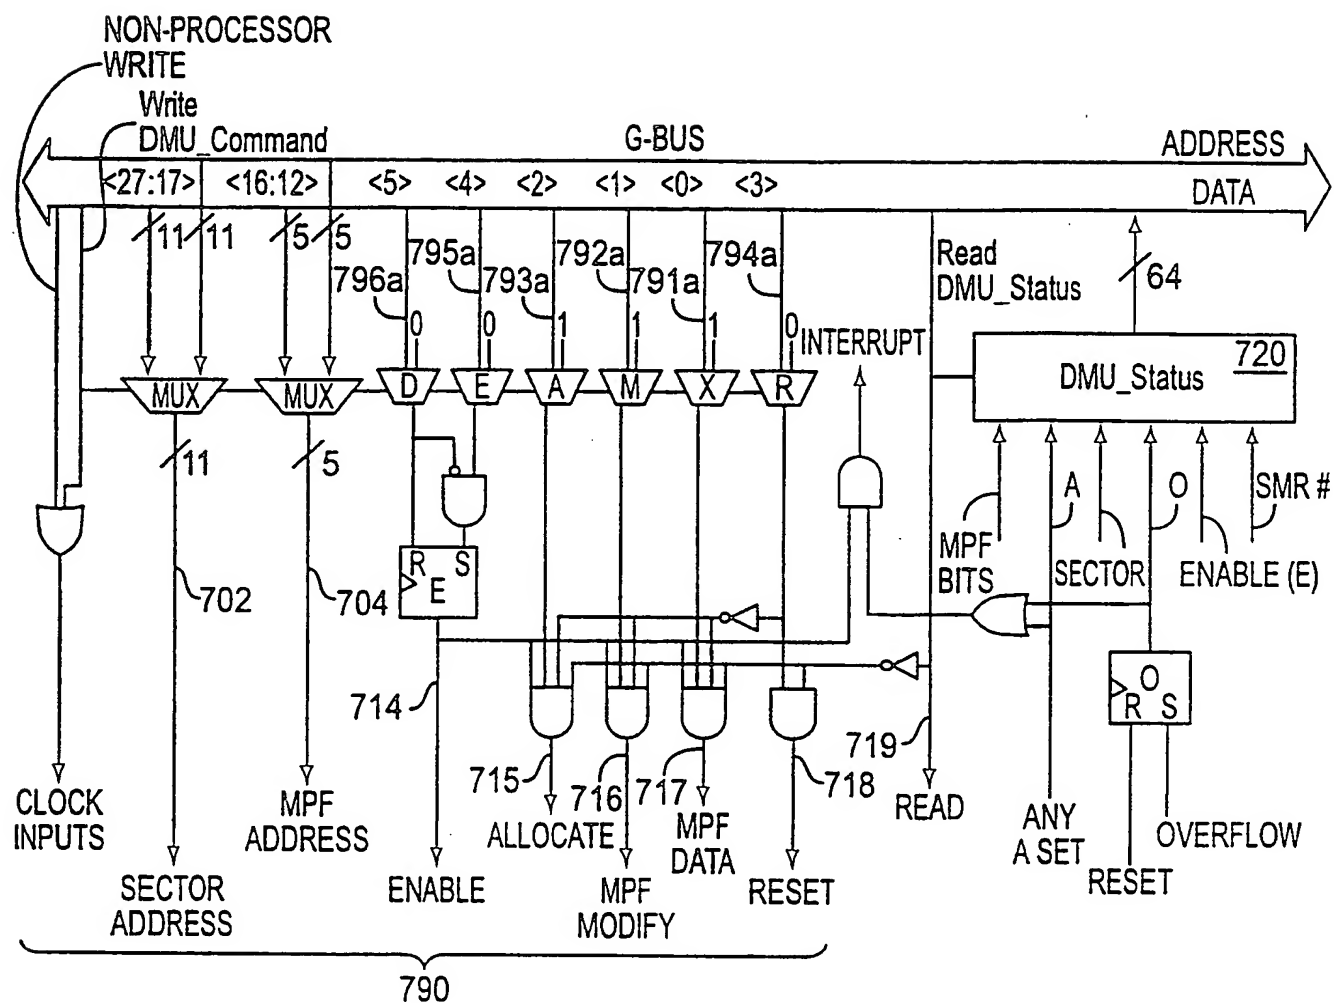 NON-PROCESSOR
WRITE
Write
DMU_Command
G-BUS
ADDRESS
<27:17> <16:12> <5> <4> <2> <1> <0> <3>
DATA
11 11 5 5
796a 795a 793a 792a 791a 794a
Read
DMU_Status
64
0 0 1 1 1 0
INTERRUPT
720
DMU_Status
MUX MUX D E A M X R
11 5
A O SMR #
MPF
BITS
SECTOR
ENABLE (E)
R S
E
702 704
O
R S
714
719
715 716 717 718
CLOCK
INPUTS
MPF
ADDRESS
ALLOCATE
MPF
DATA
READ
ANY
A SET
OVERFLOW
RESET
SECTOR
ADDRESS
ENABLE
MPF
MODIFY
RESET
790